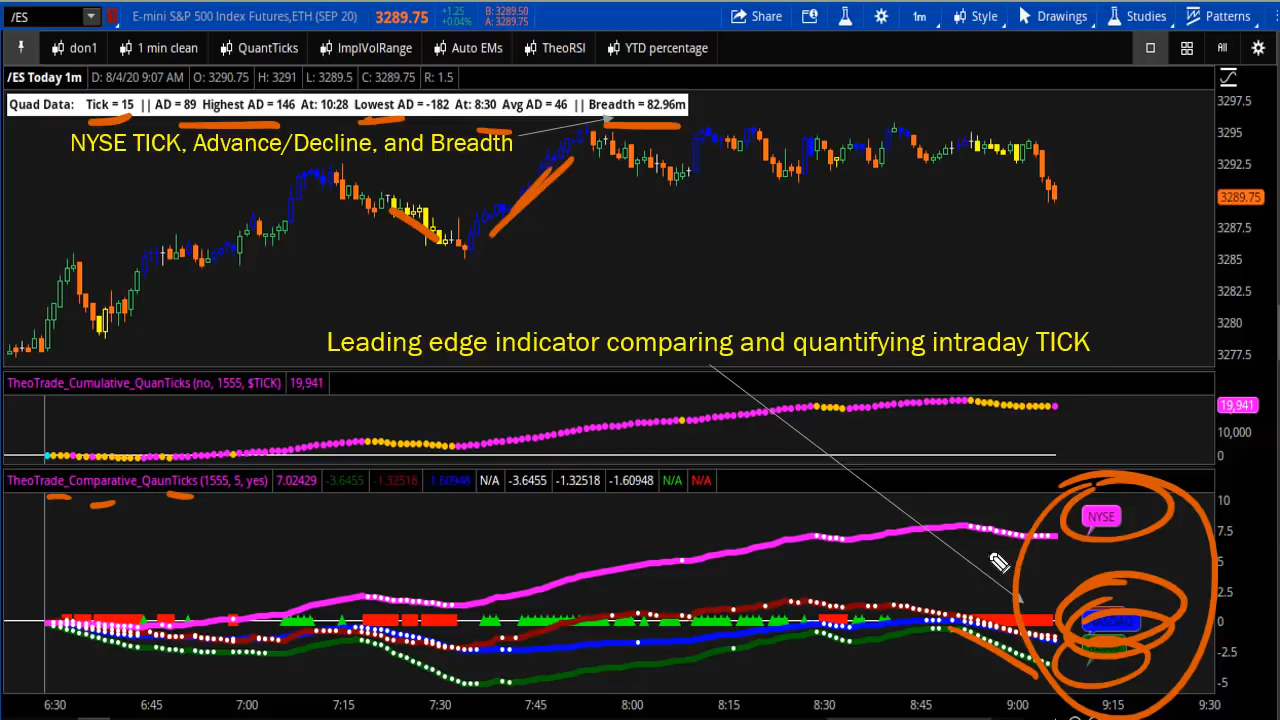 /ES E-mini S&P 500 Index Futures,ETH (SEP 20) 3289.75 +1.25 +0.04% B: 3289.50 A: 3289.75 Share 1m Style Drawings Studies Patterns
don1 1 min clean QuantTicks ImplVolRange Auto EMs TheoRSI YTD percentage All
/ES Today 1m D: 8/4/20 9:07 AM O: 3290.75 H: 3291 L: 3289.5 C: 3289.75 R: 1.5
Quad Data: Tick = 15 || AD = 89 Highest AD = 146 At: 10:28 Lowest AD = -182 At: 8:30 Avg AD = 46 || Breadth = 82.96m
NYSE TICK, Advance/Decline, and Breadth
3297.5
3295
3292.5
3289.75
3287.5
3285
3282.5
3280
3277.5
Leading edge indicator comparing and quantifying intraday TICK
TheoTrade_Cumulative_QuanTicks (no, 1555, $TICK) 19,941
19,941
10,000
0
TheoTrade_Comparative_QaunTicks (1555, 5, yes) 7.02429 -3.6455 -1.32518 -1.60948 N/A -3.6455 -1.32518 -1.60948 N/A N/A
10
7.5
5
2.5
0
-2.5
-5
NYSE
6:30 6:45 7:00 7:15 7:30 7:45 8:00 8:15 8:30 8:45 9:00 9:15 9:30